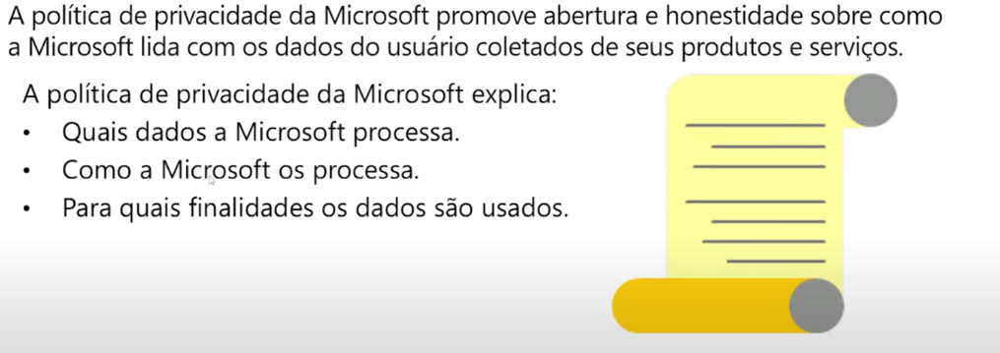 A política de privacidade da Microsoft promove abertura e honestidade sobre como
a Microsoft lida com os dados do usuário coletados de seus produtos e serviços.
A política de privacidade da Microsoft explica:
• Quais dados a Microsoft processa.
• Como a Microsoft os processa.
• Para quais finalidades os dados são usados.